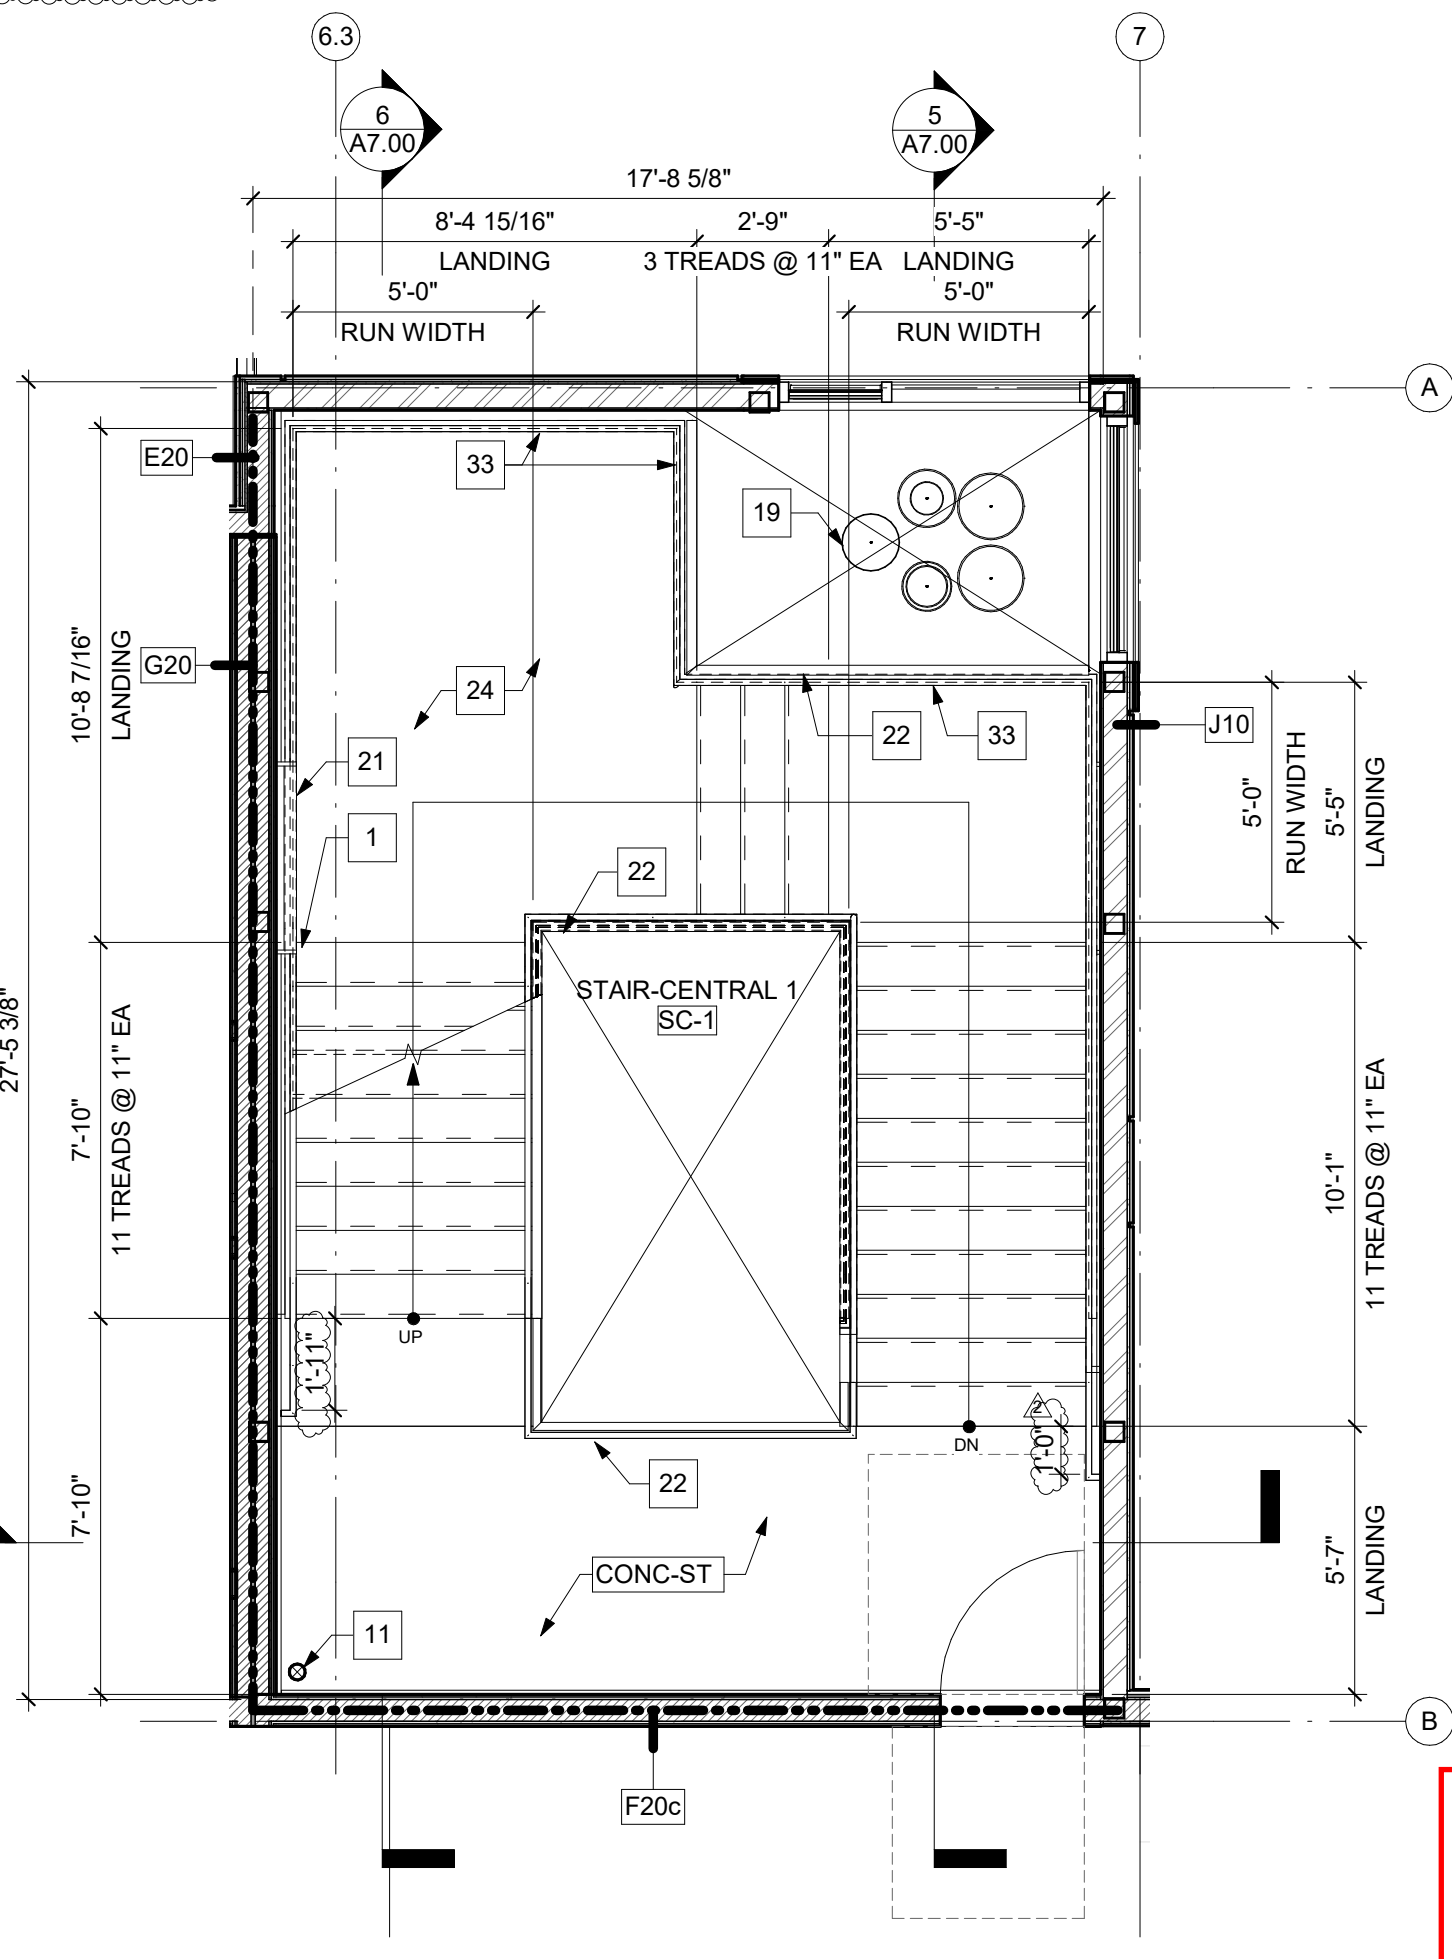 6.3
7
6
A7.00
5
A7.00
17'-8 5/8"
8'-4 15/16"
2'-9"
5'-5"
LANDING
3 TREADS @ 11" EA
LANDING
5'-0"
5'-0"
RUN WIDTH
RUN WIDTH
A
E20
33
19
10'-8 7/16"
LANDING
G20
24
22
33
J10
21
1
22
5'-0"
RUN WIDTH
5'-5"
LANDING
STAIR-CENTRAL 1
SC-1
27'-5 3/8"
7'-10"
11 TREADS @ 11" EA
10'-1"
11 TREADS @ 11" EA
UP
1'-11"
2
DN
1'-0"
22
7'-10"
CONC-ST
5'-7"
LANDING
11
B
F20c